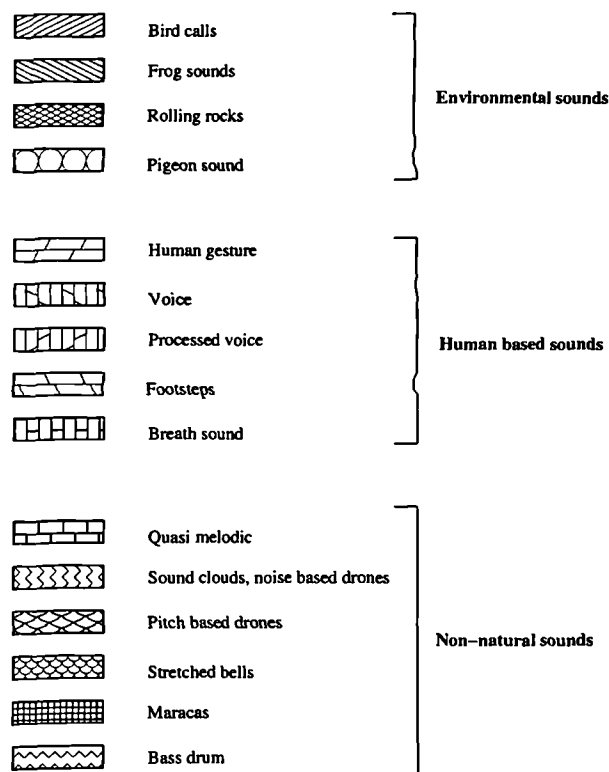 Bird calls
Frog sounds
Rolling rocks
Pigeon sound
Environmental sounds
Human gesture
Voice
Processed voice
Footsteps
Breath sound
Human based sounds
Quasi melodic
Sound clouds, noise based drones
Pitch based drones
Stretched bells
Maracas
Bass drum
Non-natural sounds